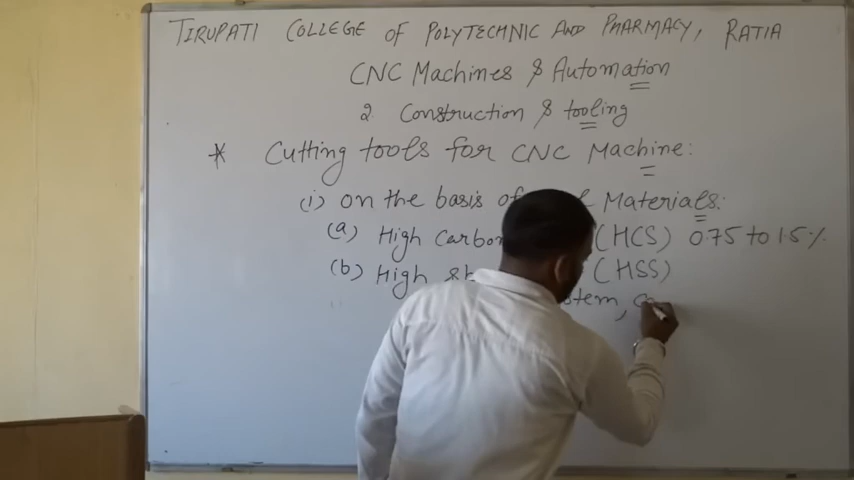 TIRUPATI COLLEGE OF POLYTECHNIC AND PHARMACY, RATIA
CNC Machines & Automation
2 Construction & tooling
* Cutting tools for CNC Machine:
(i) on the basis of Materials:
(a) High Carbon (HCS) 0.75 to 1.5%.
(b) High (HSS)